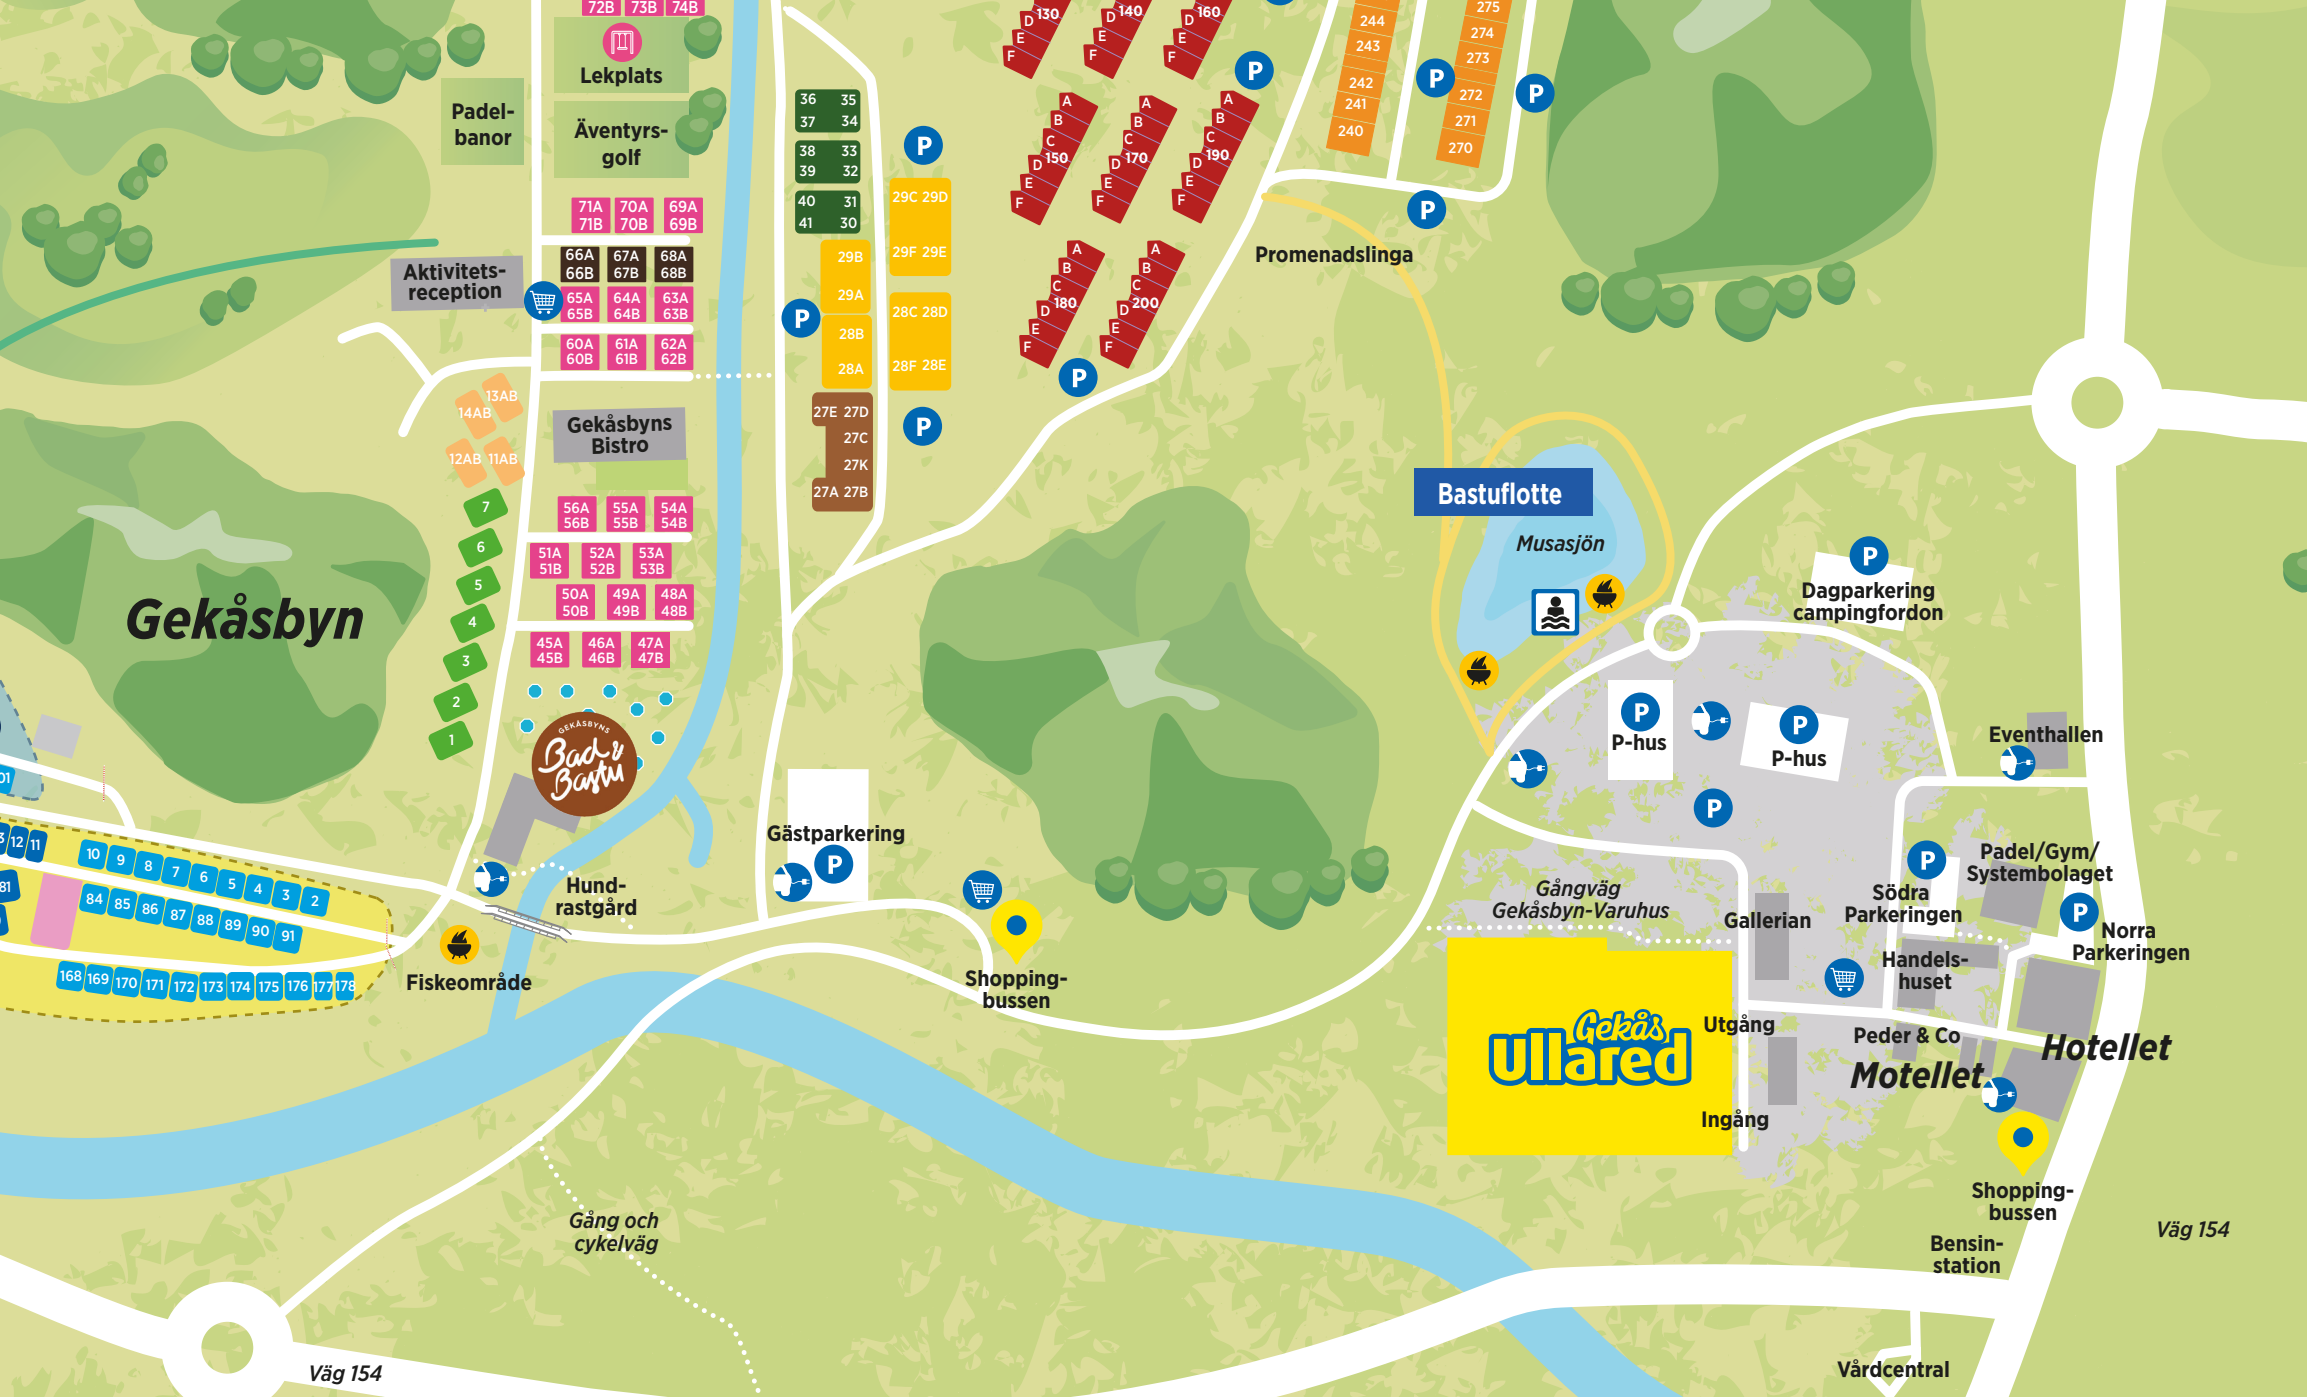 72B 73B 74B
Lekplats
Padel-
banor
Äventyrs-
golf
71A 70A 69A
71B 70B 69B
66A 67A 68A
66B 67B 68B
65A 64A 63A
65B 64B 63B
60A 61A 62A
60B 61B 62B
Aktivitets-
reception
Gekåsbyns
Bistro
13AB
14AB
12AB 11AB
7
6
5
4
3
2
1
56A 55A 54A
56B 55B 54B
51A 52A 53A
51B 52B 53B
50A 49A 48A
50B 49B 48B
45A 46A 47A
45B 46B 47B
Gekåsbyn
GEKÅSBYNS
Bad &
Bastu
36 35
37 34
38 33
39 32
40 31
41 30
29B
29A
28B
28A
29C 29D
29F 29E
28C 28D
28F 28E
27E 27D
27C
27K
27A 27B
P
P
P
D 130
E
F
D 140
E
F
D 160
E
F
A
B
C
D 150
E
F
A
B
C
D 170
E
F
A
B
C
D 190
E
F
A
B
C
D 180
E
F
A
B
C
D 200
E
F
P
P
244
243
242
241
240
275
274
273
272
271
270
P
P
P
Promenadslinga
Bastuflotte
Musasjön
P
Dagparkering
campingfordon
P
P-hus
P
P-hus
P
Eventhallen
P
Södra
Parkeringen
Padel/Gym/
Systembolaget
P
Norra
Parkeringen
Gångväg
Gekåsbyn-Varuhus
Gallerian
Handels-
huset
Gekås
Ullared
Utgång
Ingång
Peder & Co
Motellet
Hotellet
Shopping-
bussen
Bensin-
station
Väg 154
Vårdcentral
01
12 11
10 9 8 7 6 5 4 3 2
81
84 85 86 87 88 89 90 91
168 169 170 171 172 173 174 175 176 177 178
Hund-
rastgård
Fiskeområde
Gästparkering
P
Shopping-
bussen
Gång och
cykelväg
Väg 154